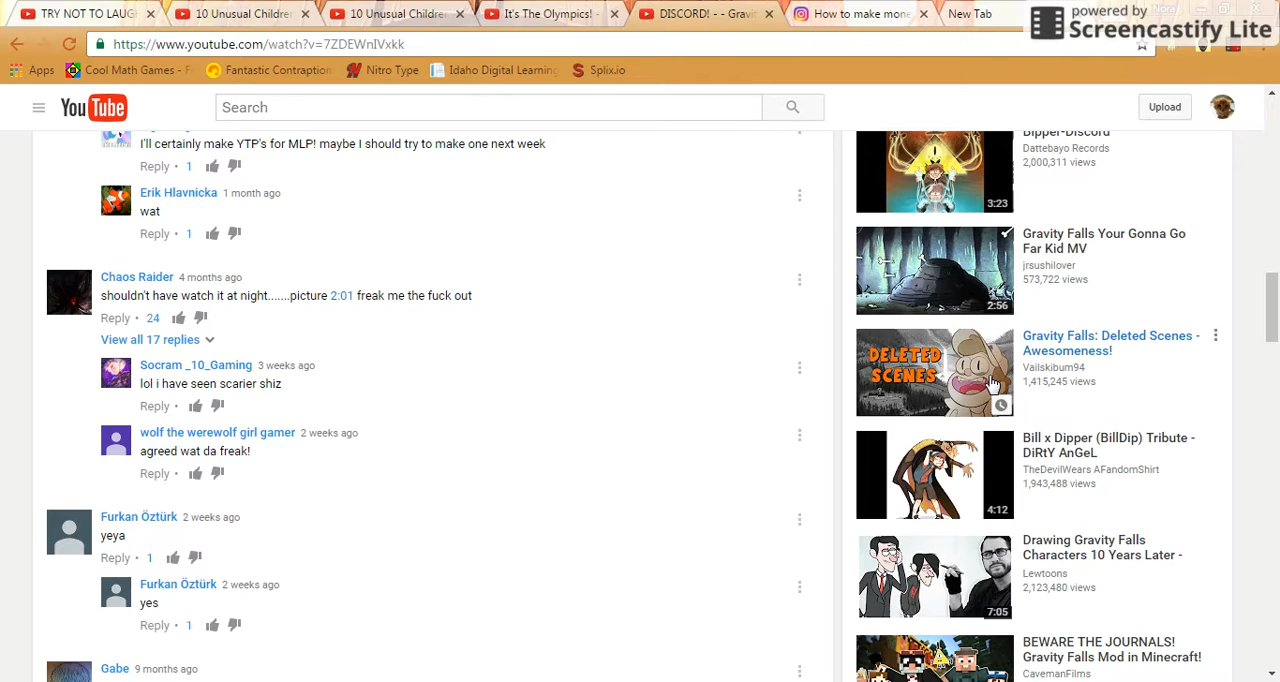 TRY NOT TO LAUG
10 Unusual Childre
10 Unusual Childre
It's The Olympics! -
DISCORD! - - Gravi
How to make mone
New Tab
powered by
Screencastify Lite
https://www.youtube.com/watch?v=7ZDEWnIVxkk
Apps
Cool Math Games - F
Fantastic Contraption
Nitro Type
Idaho Digital Learning
Splix.io
YouTube
Search
Upload
I'll certainly make YTP's for MLP! maybe I should try to make one next week
Reply • 1
Erik Hlavnicka 1 month ago
wat
Reply • 1
Chaos Raider 4 months ago
shouldn't have watch it at night.......picture 2:01 freak me the fuck out
Reply • 24
View all 17 replies
Socram _10_Gaming 3 weeks ago
lol i have seen scarier shiz
Reply •
wolf the werewolf girl gamer 2 weeks ago
agreed wat da freak!
Reply •
Furkan Öztürk 2 weeks ago
yeya
Reply • 1
Furkan Öztürk 2 weeks ago
yes
Reply • 1
Gabe 9 months ago
Bipper-Discord
Dattebayo Records
2,000,311 views
3:23
Gravity Falls Your Gonna Go
Far Kid MV
jrsushilover
573,722 views
2:56
DELETED
SCENES
Gravity Falls: Deleted Scenes -
Awesomeness!
Vailskibum94
1,415,245 views
Bill x Dipper (BillDip) Tribute -
DiRtY AnGeL
TheDevilWears AFandomShirt
1,943,488 views
4:12
Drawing Gravity Falls
Characters 10 Years Later -
Lewtoons
2,123,480 views
7:05
BEWARE THE JOURNALS!
Gravity Falls Mod in Minecraft!
CavemanFilms